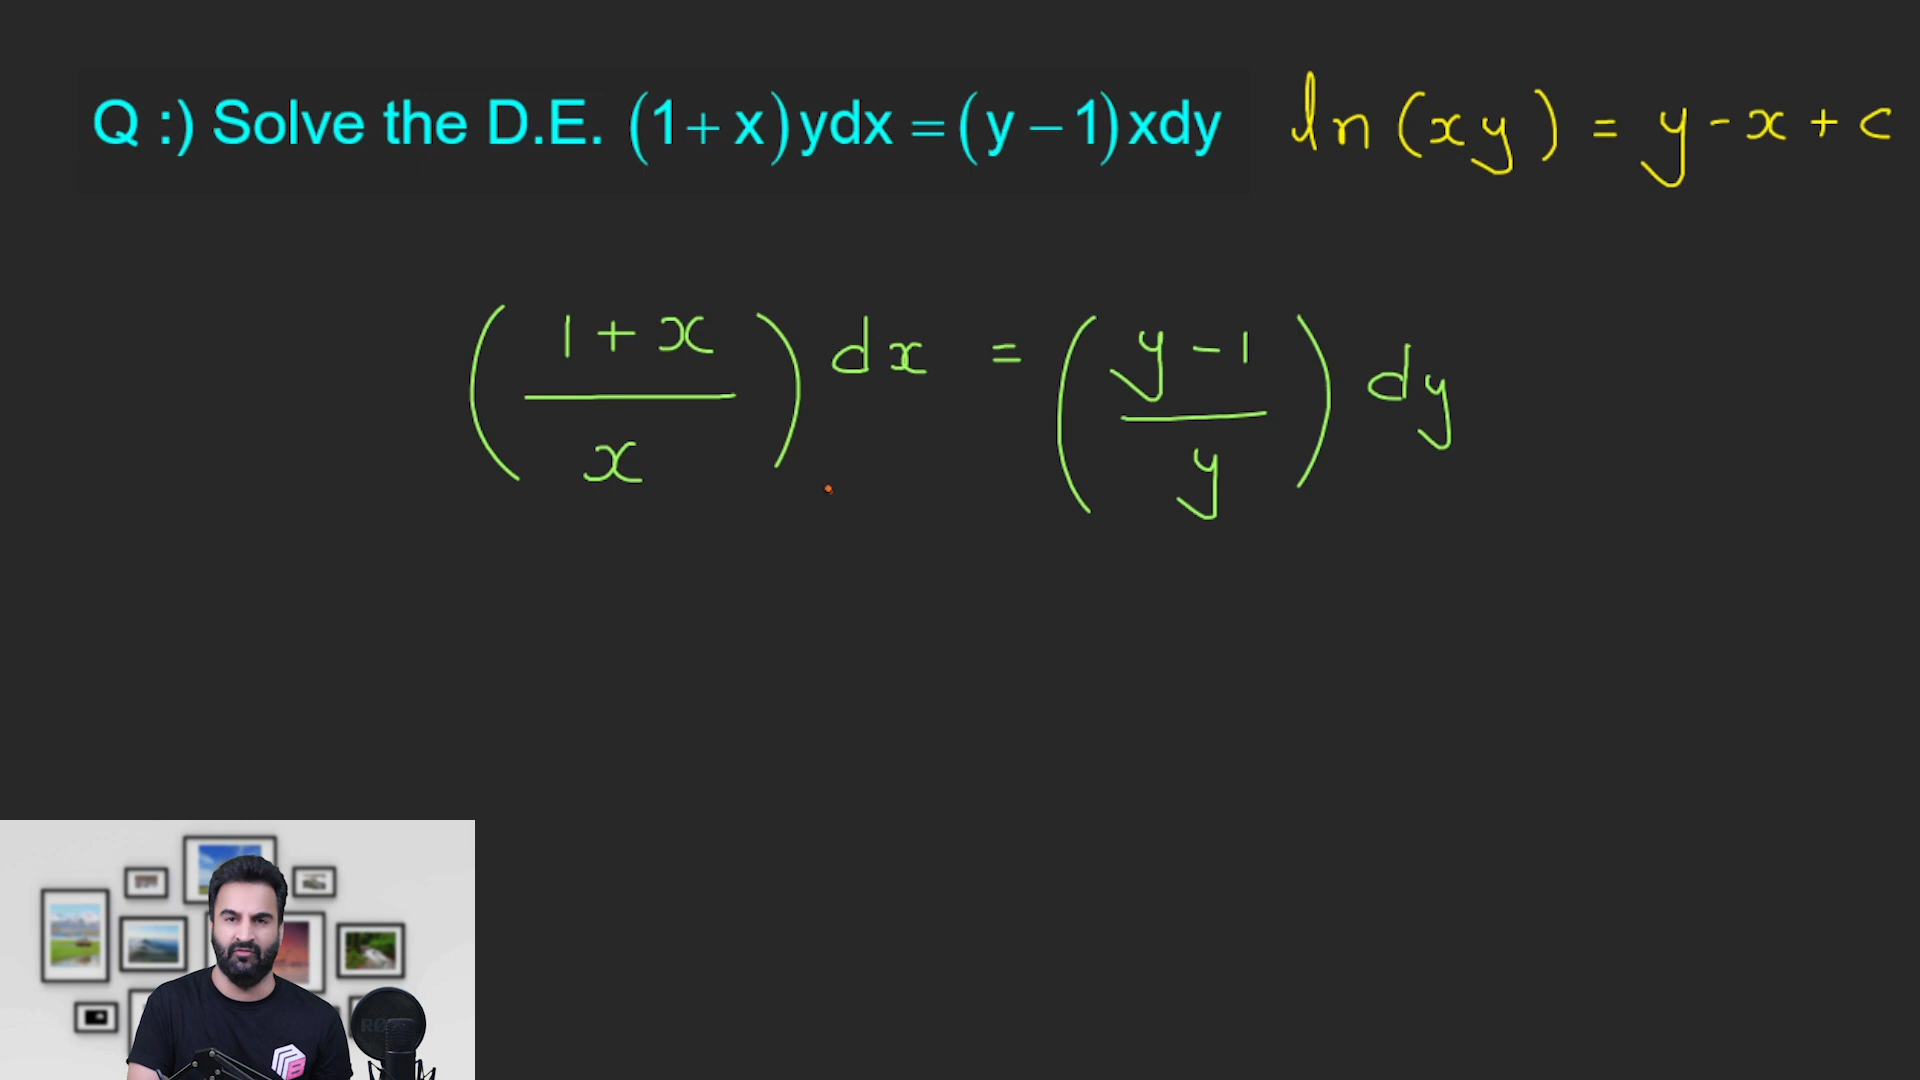 Q :) Solve the D.E. (1+ x)ydx = (y – 1)xdy ln(xy) = y - x + c
(1 + x / x) dx = (y - 1 / y) dy